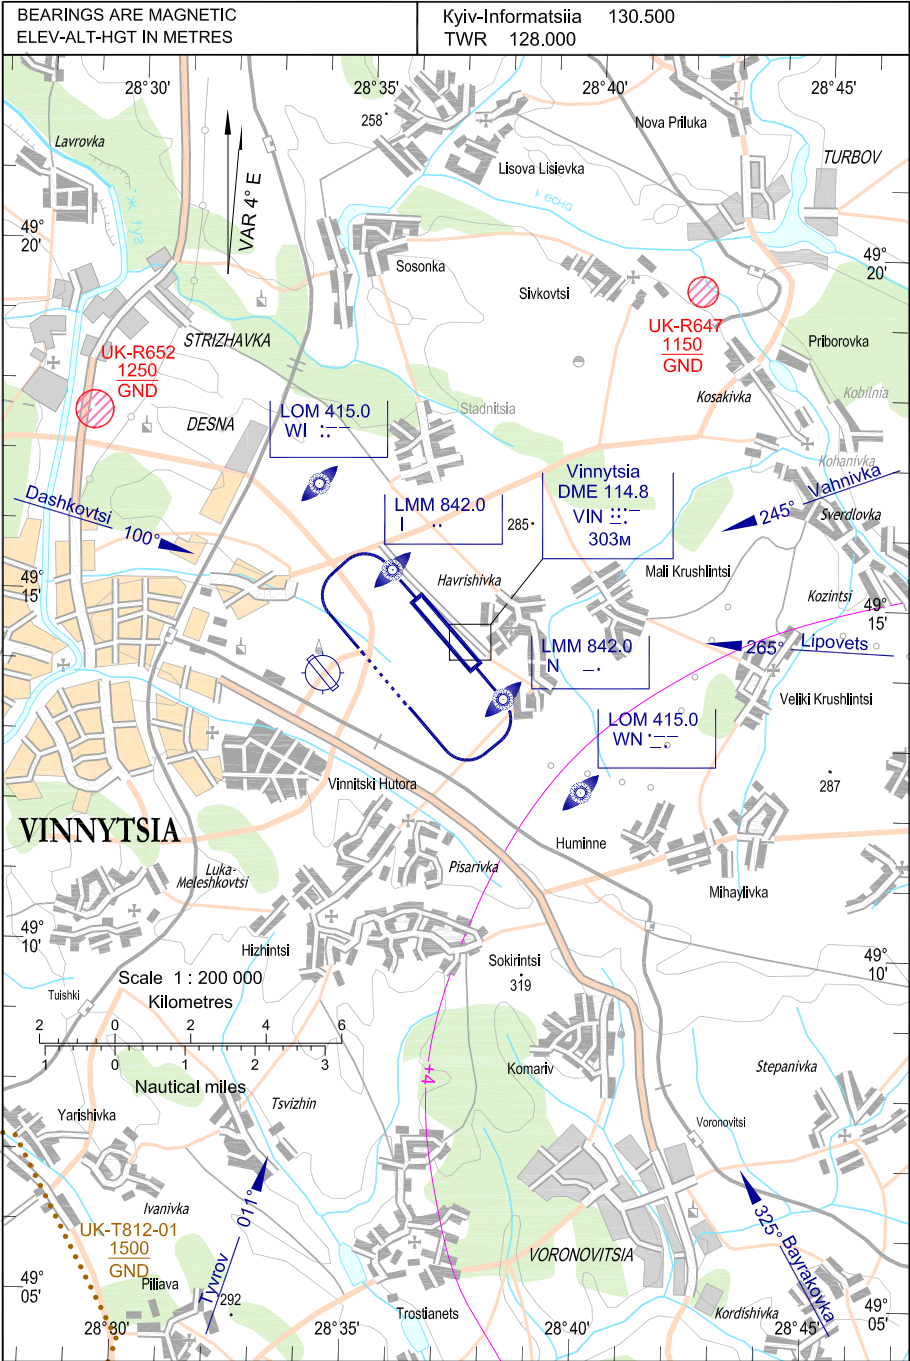 BEARINGS ARE MAGNETIC
ELEV-ALT-HGT IN METRES
Kyiv-Informatsiia 130.500
TWR 128.000
28°30'
28°35'
28°40'
28°45'
258
Nova Priluka
Lavrovka
TURBOV
Lisova Lisievka
VAR 4° E
49°
20'
49°
20'
Sosonka
Sivkovtsi
UK-R647
1150
GND
STRIZHAVKA
UK-R652
1250
GND
Priborovka
Kosakivka
Kobilnia
LOM 415.0
WI
Stadnitsia
DESNA
Kohanivka
Vinnytsia
DME 114.8
VIN
303м
Dashkovtsi 100°
LMM 842.0
I
285
245° Vahnivka
Sverdlovka
Mali Krushlintsi
Havrishivka
49°
15'
Kozintsi
49°
15'
LMM 842.0
N
265° Lipovets
Veliki Krushlintsi
LOM 415.0
WN
Vinnitski Hutora
287
VINNYTSIA
Huminne
Pisarivka
Luka-
Meleshkovtsi
Mihaylivka
49°
10'
Hizhintsi
49°
10'
Sokirintsi
319
Scale 1 : 200 000
Kilometres
2 0 2 4 6
1 0 1 2 3
Nautical miles
Tuishki
+4
Komariv
Stepanivka
Tsvizhin
Yarishivka
Voronovitsi
Ivanivka
011°
Tyvrov
UK-T812-01
1500
GND
325° Bayrakovka
VORONOVITSIA
49°
05'
Piliava
292
Trostianets
Kordishivka
49°
05'
28°30'
28°35'
28°40'
28°45'